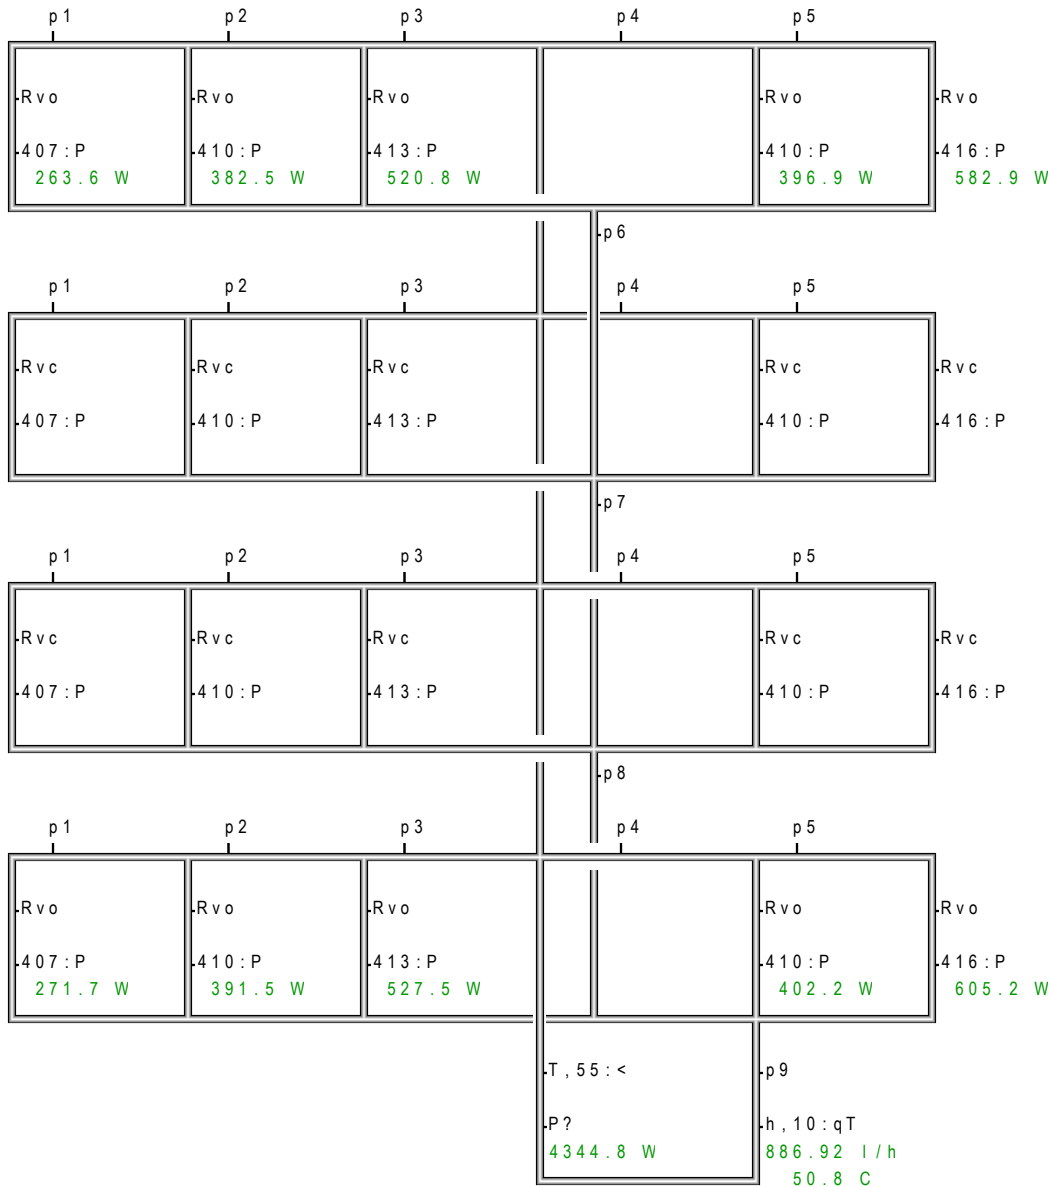 p1 p2 p3 p4 p5
Rvo Rvo Rvo Rvo Rvo
407:P 410:P 413:P 410:P 416:P
263.6 W 382.5 W 520.8 W 396.9 W 582.9 W
p6
p1 p2 p3 p4 p5
Rvc Rvc Rvc Rvc Rvc
407:P 410:P 413:P 410:P 416:P
p7
p1 p2 p3 p4 p5
Rvc Rvc Rvc Rvc Rvc
407:P 410:P 413:P 410:P 416:P
p8
p1 p2 p3 p4 p5
Rvo Rvo Rvo Rvo Rvo
407:P 410:P 413:P 410:P 416:P
271.7 W 391.5 W 527.5 W 402.2 W 605.2 W
T,55:< p9
P? h,10:qT
4344.8 W 886.92 l/h
50.8 C